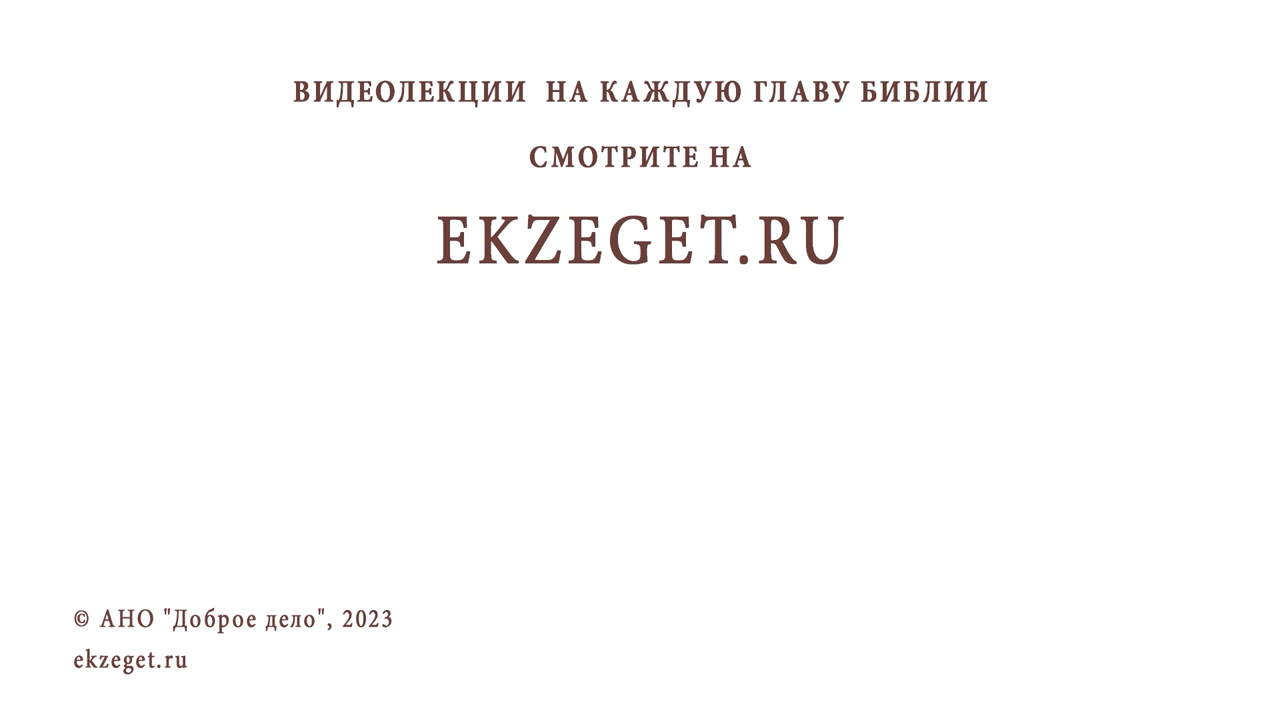 ВИДЕОЛЕКЦИИ НА КАЖДУЮ ГЛАВУ БИБЛИИ
СМОТРИТЕ НА
EKZEGET.RU
© АНО "Доброе дело", 2023
ekzeget.ru